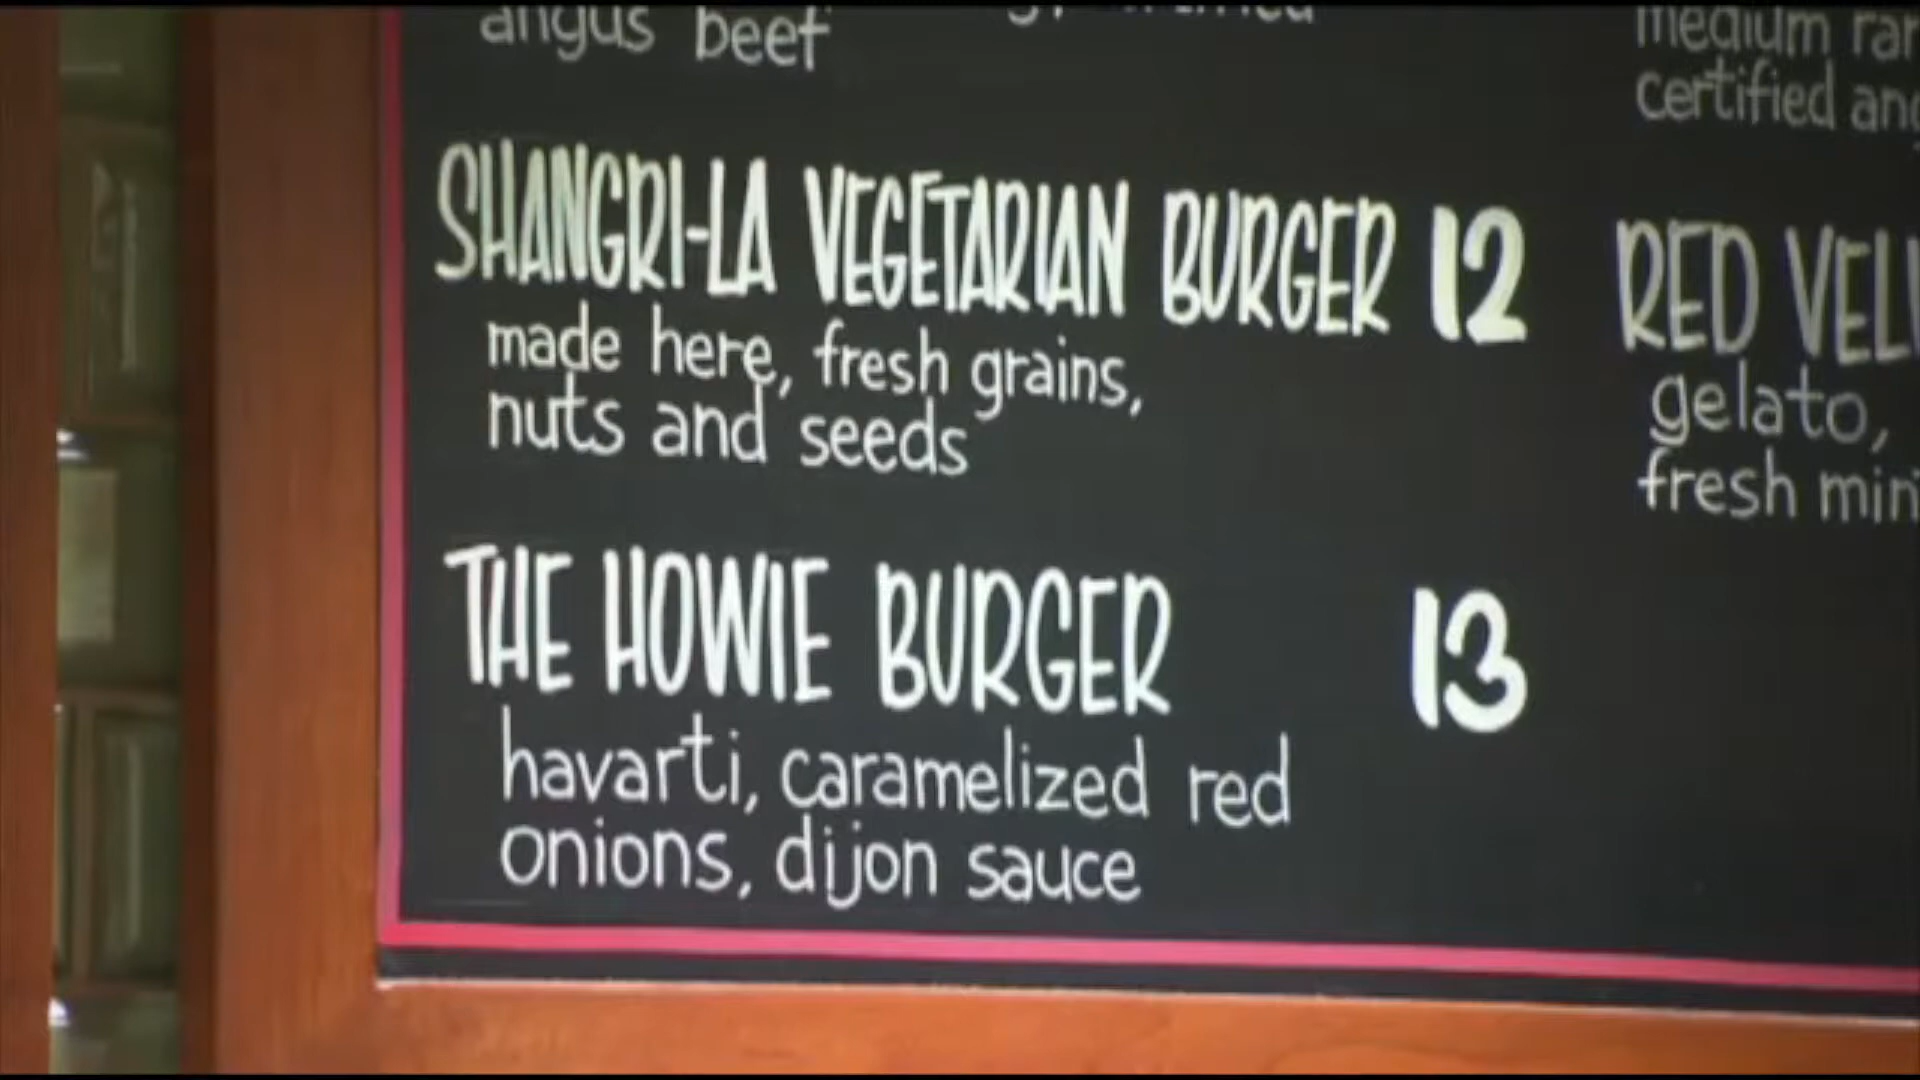 angus beef
SHANGRI-LA VEGETARIAN BURGER 12
made here, fresh grains,
nuts and seeds
THE HOWIE BURGER 13
havarti, caramelized red
onions, dijon sauce
medium
certified
RED
gelato,
fresh